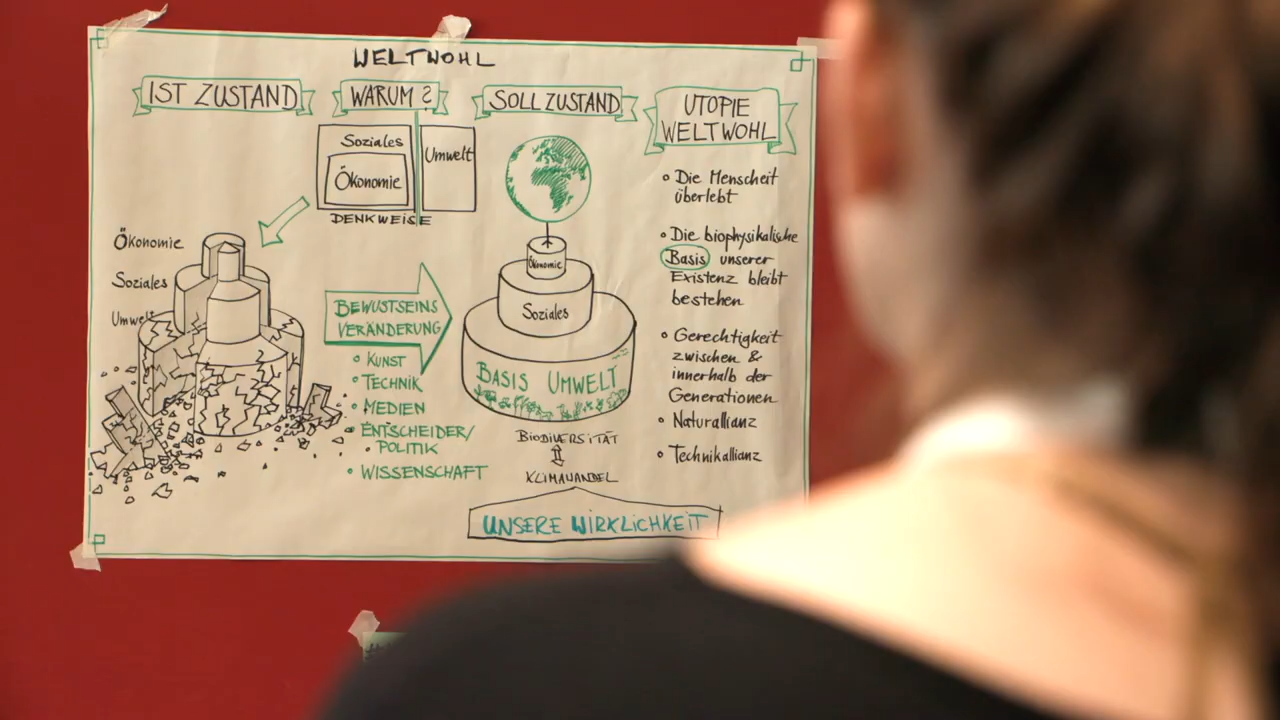 WELTWOHL
IST ZUSTAND
Ökonomie
Soziales
Umwelt
WARUM ?
Soziales
Ökonomie
Umwelt
DENKWEISE
BEWUSTSEINS
VERÄNDERUNG
• KUNST
• TECHNIK
• MEDIEN
• ENTSCHEIDER/
• POLITIK
• WISSENSCHAFT
SOLL ZUSTAND
Ökonomie
Soziales
BASIS UMWELT
BIODIVERSITÄT
KLIMAWANDEL
UNSERE WIRKLICHKEIT
UTOPIE
WELTWOHL
• Die Menscheit
überlebt
• Die biophysikalische
Basis unserer
Existenz bleibt
bestehen
• Gerechtigkeit
zwischen &
innerhalb der
Generationen
• Naturallianz
• Technikallianz